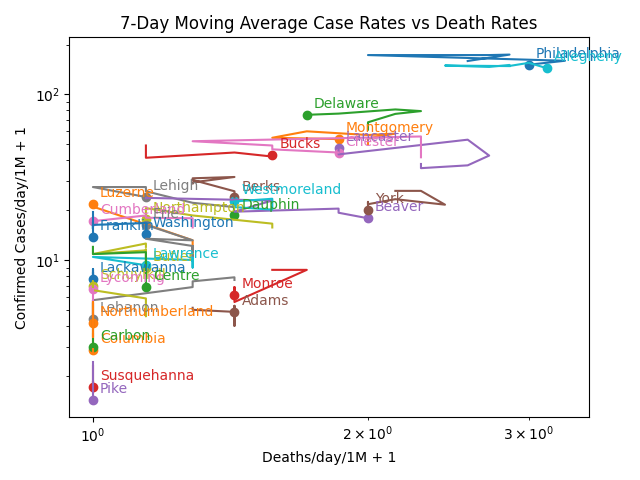 7-Day Moving Average Case Rates vs Death Rates
Philadelphia
Allegheny
Delaware
10²
Montgomery
Lancaster
Chester
Bucks
Lehigh
Berks
Luzerne
Westmoreland
York
Cumberland
Northampton
Dauphin
Beaver
Erie
Franklin
Washington
Lawrence
10¹
Lackawanna
Lycoming
Centre
Monroe
Adams
Lebanon
Northumberland
Carbon
Columbia
Susquehanna
Pike
Confirmed Cases/day/1M + 1
10⁰
2 × 10⁰
3 × 10⁰
Deaths/day/1M + 1